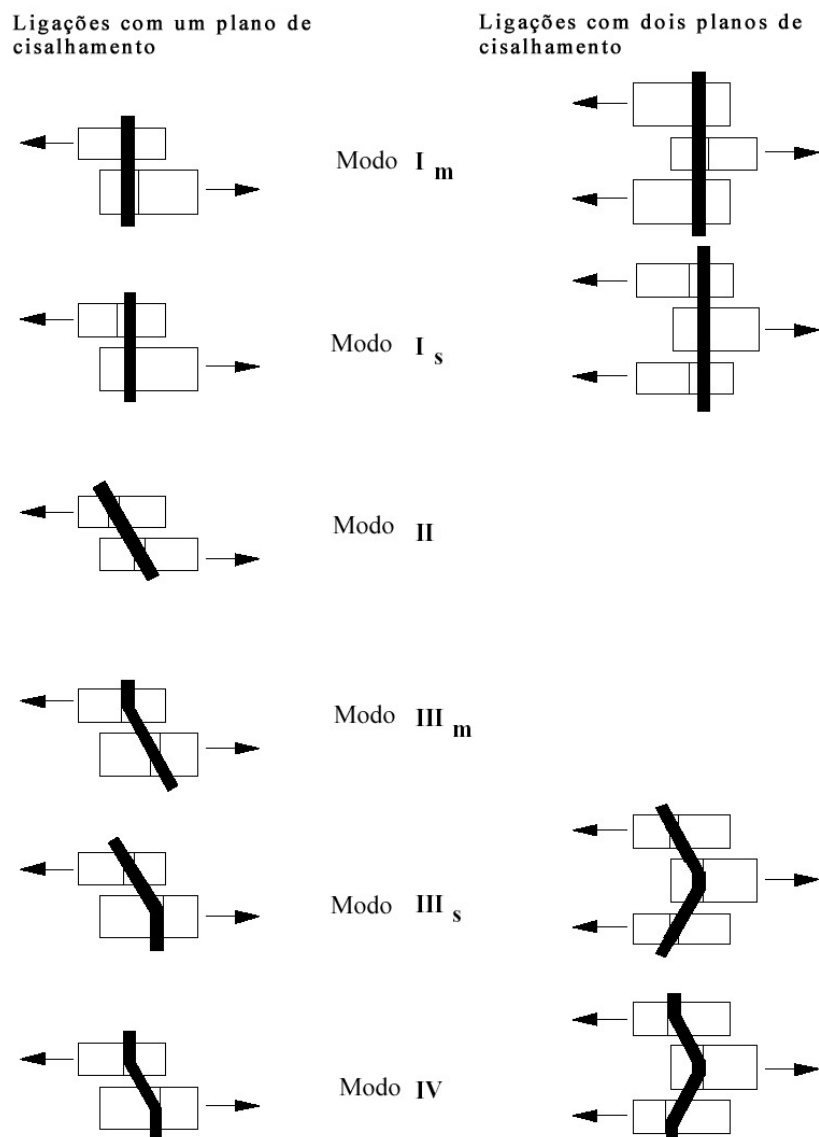 Ligações com um plano de
cisalhamento
Ligações com dois planos de
cisalhamento
Modo I m
Modo I s
Modo II
Modo III m
Modo III s
Modo IV